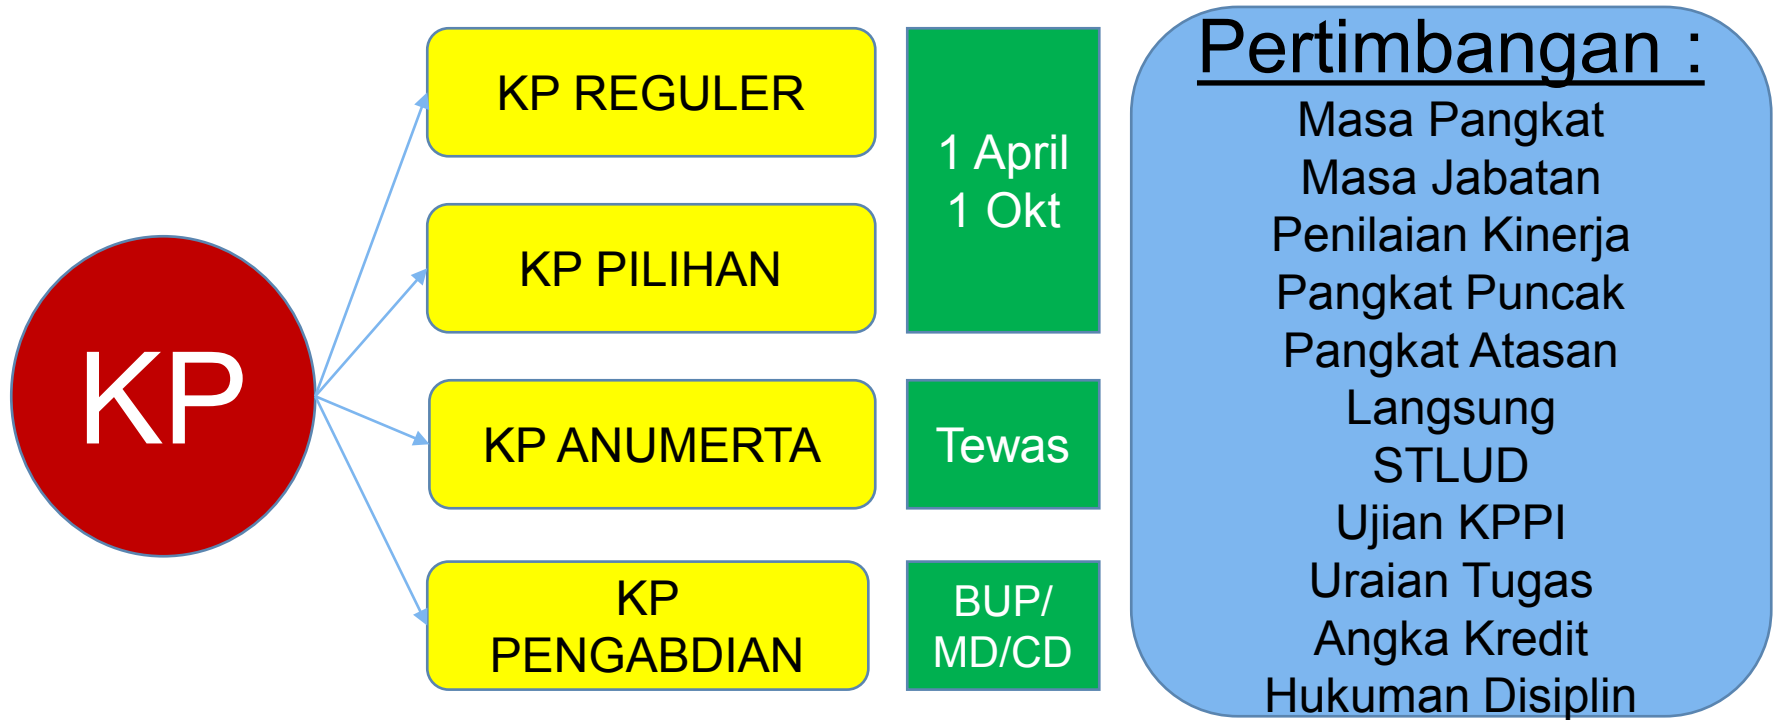 KP
KP REGULER
KP PILIHAN
KP ANUMERTA
KP
PENGABDIAN
1 April
1 Okt
Tewas
BUP/
MD/CD
Pertimbangan :
Masa Pangkat
Masa Jabatan
Penilaian Kinerja
Pangkat Puncak
Pangkat Atasan
Langsung
STLUD
Ujian KPPI
Uraian Tugas
Angka Kredit
Hukuman Disiplin